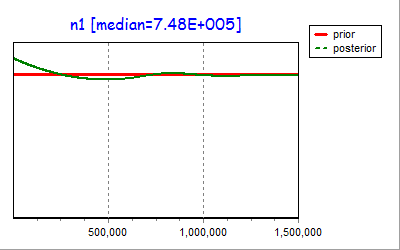 n1 [median=7.48E+005]
prior
posterior
500,000
1,000,000
1,500,000